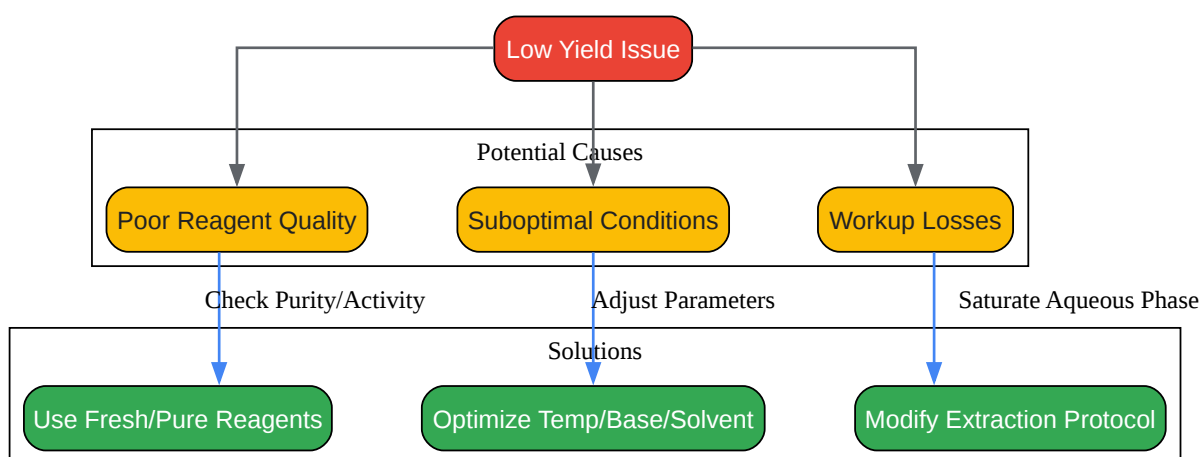 Low Yield Issue
Potential Causes
Poor Reagent Quality
Suboptimal Conditions
Workup Losses
Check Purity/Activity
Adjust Parameters
Saturate Aqueous Phase
Solutions
Use Fresh/Pure Reagents
Optimize Temp/Base/Solvent
Modify Extraction Protocol